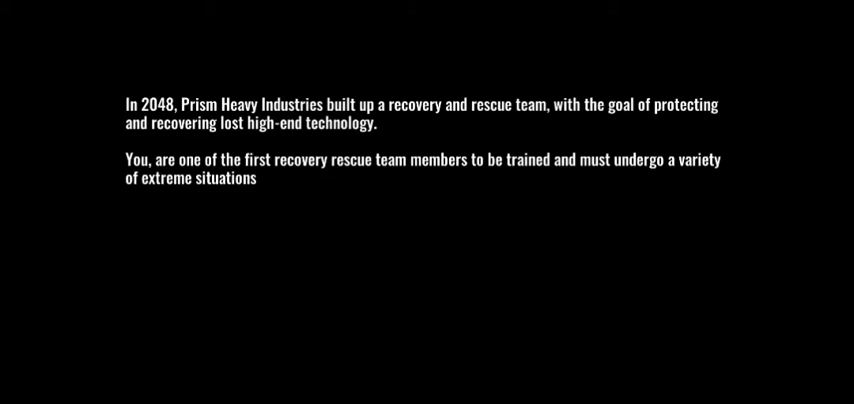 In 2048, Prism Heavy Industries built up a recovery and rescue team, with the goal of protecting
and recovering lost high-end technology.
You, are one of the first recovery rescue team members to be trained and must undergo a variety
of extreme situations